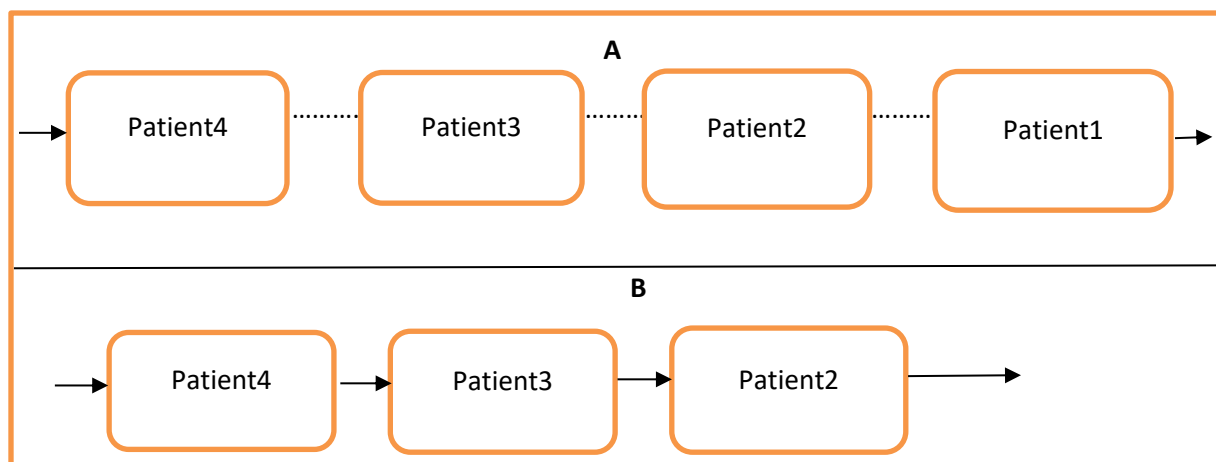 A
Patient4 ......... Patient3 ......... Patient2 ......... Patient1
B
Patient4 Patient3 Patient2